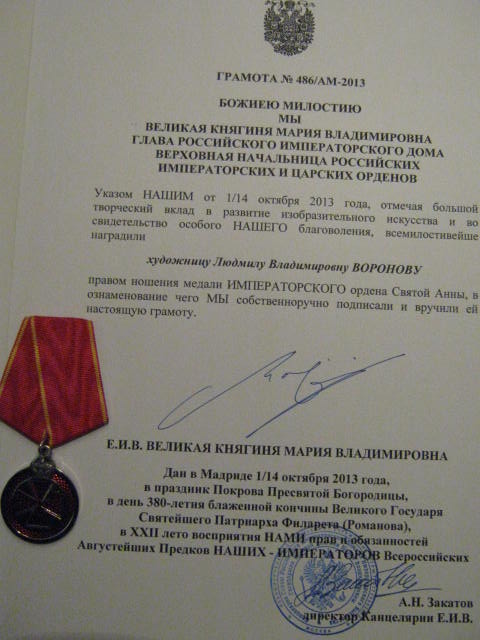 ГРАМОТА № 486/АМ-2013
БОЖИЕЮ МИЛОСТИЮ
МЫ
ВЕЛИКАЯ КНЯГИНЯ МАРИЯ ВЛАДИМИРОВНА
ГЛАВА РОССИЙСКОГО ИМПЕРАТОРСКОГО ДОМА
ВЕРХОВНАЯ НАЧАЛЬНИЦА РОССИЙСКИХ
ИМПЕРАТОРСКИХ И ЦАРСКИХ ОРДЕНОВ
Указом НАШИМ от 1/14 октября 2013 года, отмечая большой
творческий вклад в развитие изобразительного искусства и во
свидетельство особого НАШЕГО благоволения, всемилостивейше
наградили
художницу Людмилу Владимировну ВОРОНОВУ
правом ношения медали ИМПЕРАТОРСКОГО ордена Святой Анны, в
ознаменование чего МЫ собственноручно подписали и вручили ей
настоящую грамоту.
Е.И.В. ВЕЛИКАЯ КНЯГИНЯ МАРИЯ ВЛАДИМИРОВНА
Дан в Мадриде 1/14 октября 2013 года,
в праздник Покрова Пресвятой Богородицы,
в день 380-летия блаженной кончины Великого Государя
Святейшего Патриарха Филарета (Романова),
в XXII лето восприятия НАМИ прав и обязанностей
Августейших Предков НАШИХ - ИМПЕРАТОРОВ Всероссийских
А.Н. Закатов
директор Канцелярии Е.И.В.